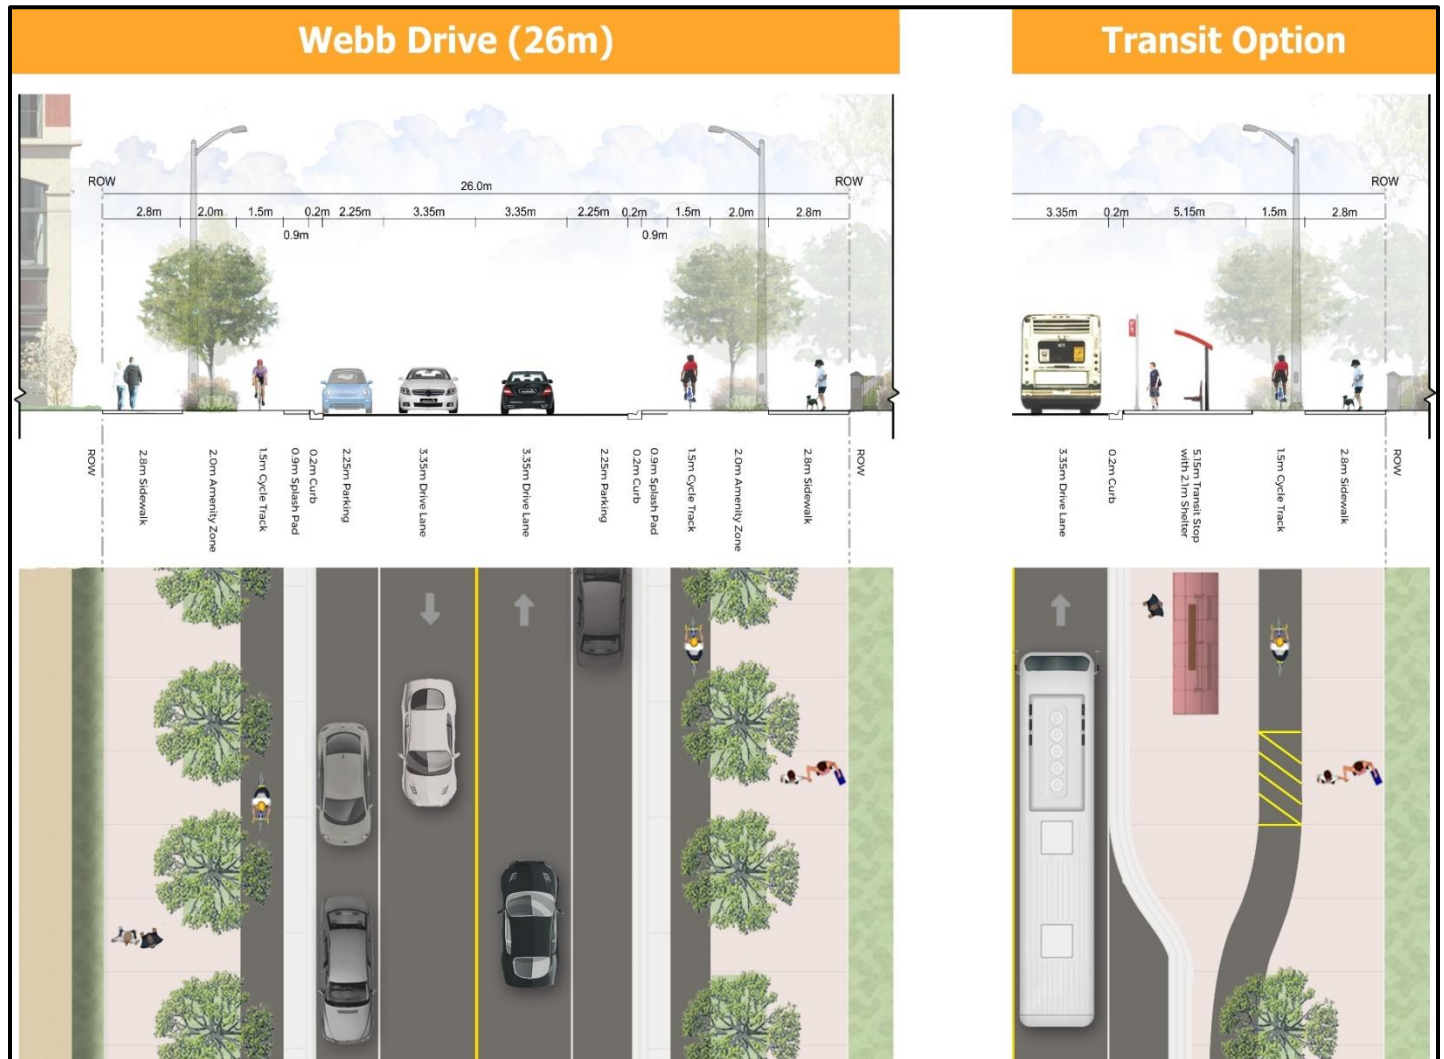 Webb Drive (26m)
Transit Option
ROW
ROW
26.0m
2.8m 2.0m 1.5m 0.2m 2.25m 3.35m 3.35m 2.25m 0.2m 1.5m 2.0m 2.8m
0.9m 0.9m
ROW
3.35m 0.2m 5.15m 1.5m 2.8m
ROW
2.8m Sidewalk
2.0m Amenity Zone
1.5m Cycle Track
0.9m Splash Pad
0.2m Curb
2.25m Parking
3.35m Drive Lane
3.35m Drive Lane
2.25m Parking
0.2m Curb
0.9m Splash Pad
1.5m Cycle Track
2.0m Amenity Zone
2.8m Sidewalk
ROW
3.35m Drive Lane
0.2m Curb
5.15m Transit Stop
with 2.1m Shelter
1.5m Cycle Track
2.8m Sidewalk
ROW